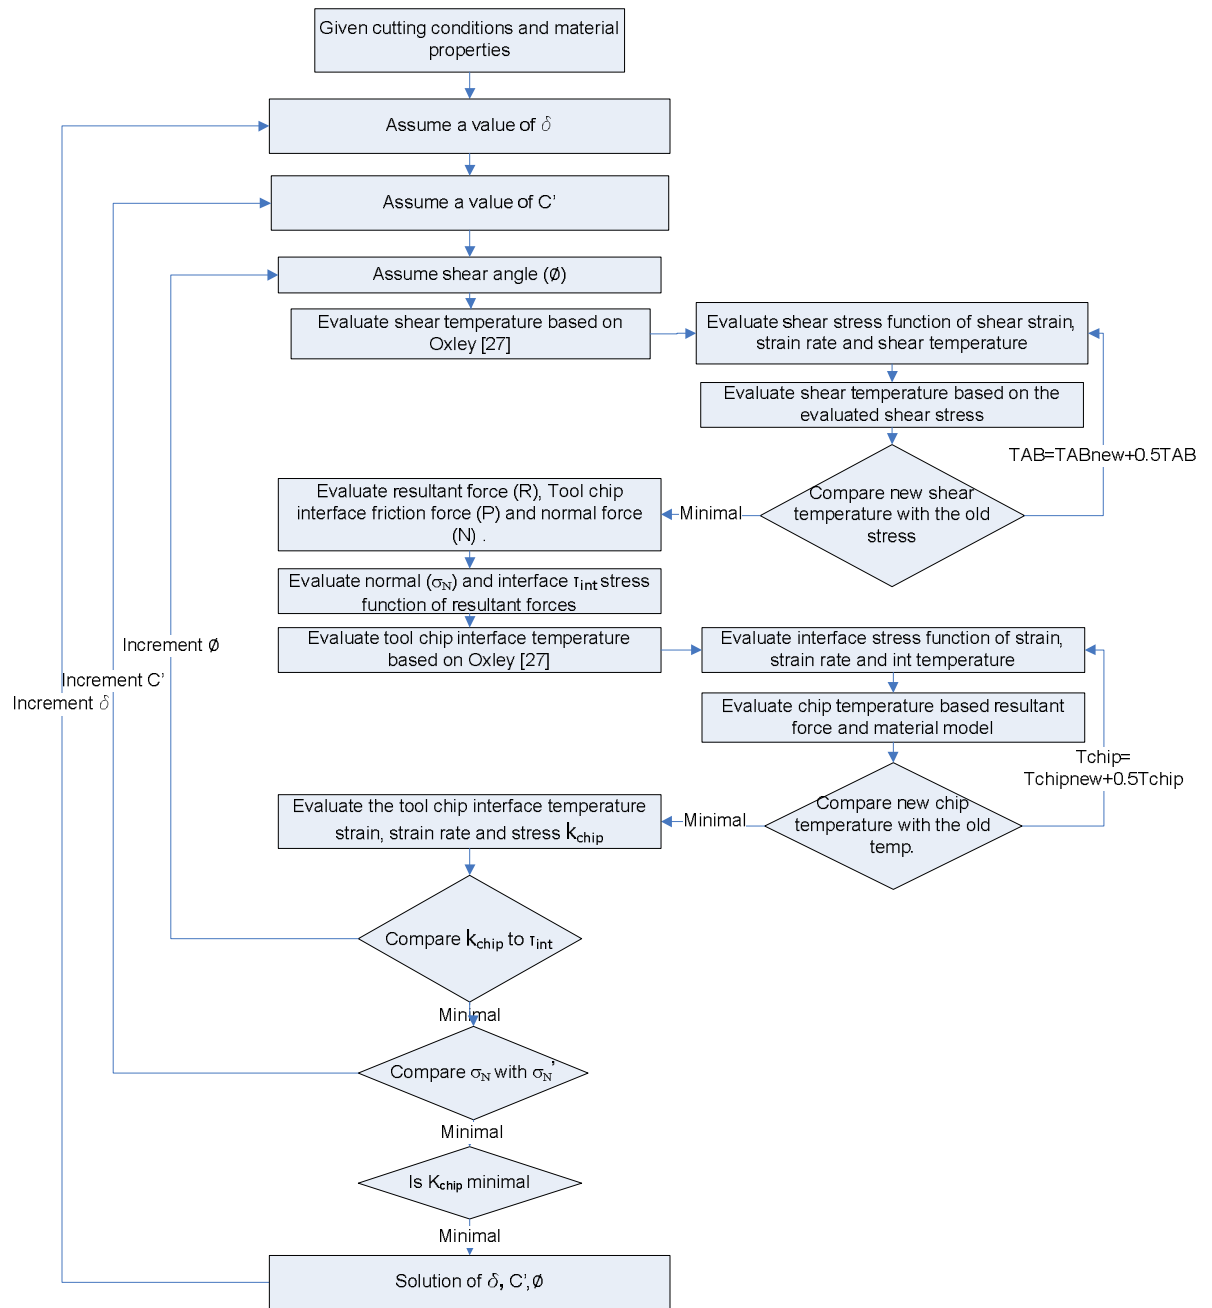 Given cutting conditions and material
properties
Assume a value of δ
Assume a value of C'
Assume shear angle (Ø)
Evaluate shear temperature based on
Oxley [27]
Evaluate shear stress function of shear strain,
strain rate and shear temperature
Evaluate shear temperature based on the
evaluated shear stress
TAB=TABnew+0.5TAB
Compare new shear
temperature with the old
stress
Minimal
Evaluate resultant force (R), Tool chip
interface friction force (P) and normal force
(N) .
Evaluate normal (σN) and interface τint stress
function of resultant forces
Evaluate tool chip interface temperature
based on Oxley [27]
Evaluate interface stress function of strain,
strain rate and int temperature
Evaluate chip temperature based resultant
force and material model
Tchip=
Tchipnew+0.5Tchip
Compare new chip
temperature with the old
temp.
Minimal
Evaluate the tool chip interface temperature
strain, strain rate and stress kchip
Increment Ø
Increment C'
Increment δ
Compare kchip to τint
Minimal
Compare σN with σN'
Minimal
Is Kchip minimal
Minimal
Solution of δ, C',Ø